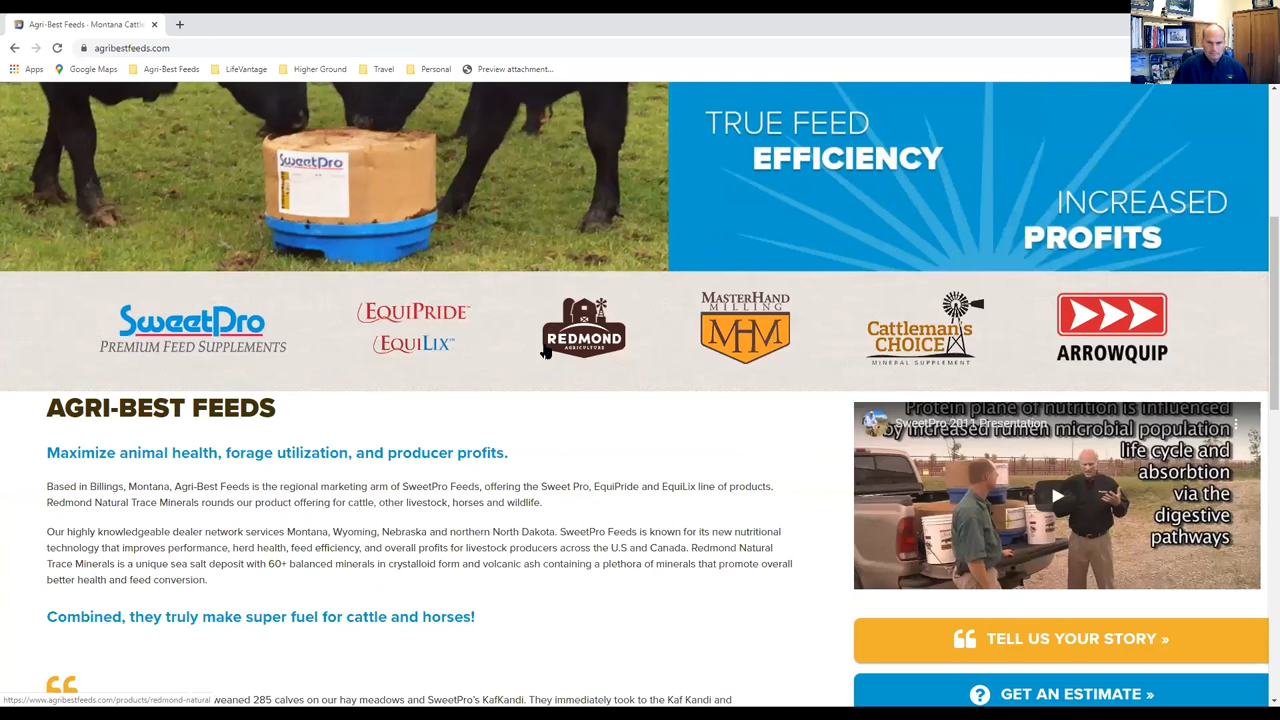 Agri-Best Feeds - Montana Cattl
agribestfeeds.com
Apps Google Maps Agri-Best Feeds LifeVantage Higher Ground Travel Personal Preview attachment...
SweetPro
TRUE FEED
EFFICIENCY
INCREASED
PROFITS
SweetPro
PREMIUM FEED SUPPLEMENTS
EQUIPRIDE™
EQUILIX™
REDMOND
AGRICULTURE
MASTERHAND
MILLING
MHM
Cattleman's
CHOICE
MINERAL SUPPLEMENT
ARROWQUIP
AGRI-BEST FEEDS
Maximize animal health, forage utilization, and producer profits.
Based in Billings, Montana, Agri-Best Feeds is the regional marketing arm of SweetPro Feeds, offering the Sweet Pro, EquiPride and EquiLix line of products.
Redmond Natural Trace Minerals rounds our product offering for cattle, other livestock, horses and wildlife.
Our highly knowledgeable dealer network services Montana, Wyoming, Nebraska and northern North Dakota. SweetPro Feeds is known for its new nutritional
technology that improves performance, herd health, feed efficiency, and overall profits for livestock producers across the U.S and Canada. Redmond Natural
Trace Minerals is a unique sea salt deposit with 60+ balanced minerals in crystalloid form and volcanic ash containing a plethora of minerals that promote overall
better health and feed conversion.
Combined, they truly make super fuel for cattle and horses!
weaned 285 calves on our hay meadows and SweetPro's KafKandi. They immediately took to the Kaf Kandi and
https://www.agribestfeeds.com/products/redmond-natural
Protein plane of nutrition is influenced
SweetPro 2011 Presentation
by increased rumen microbial population
life cycle and
absorbtion
via the
digestive
pathways
TELL US YOUR STORY »
GET AN ESTIMATE »